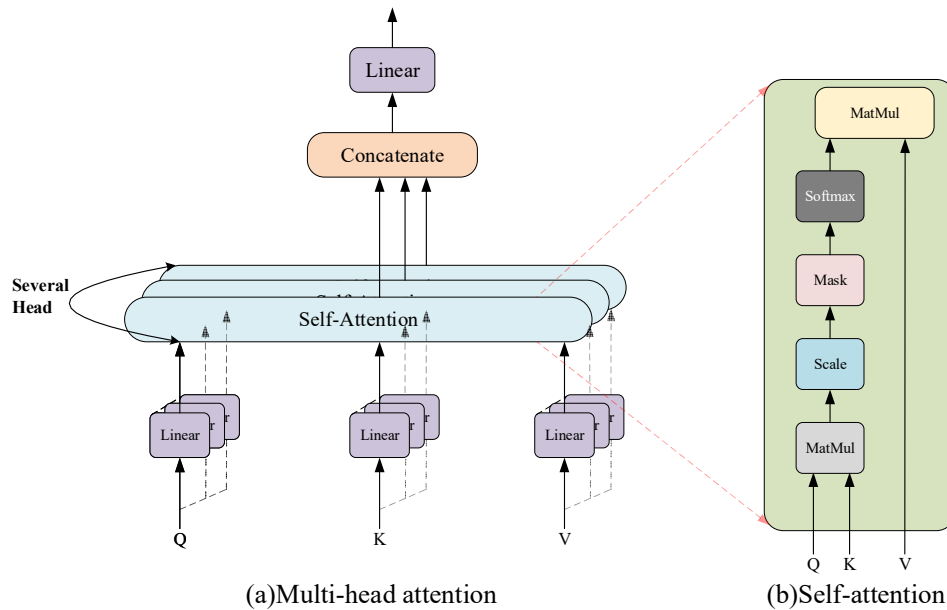 Linear
Concatenate
Several
Head
Self-Attention
Linear
Linear
Linear
Q
K
V
(a)Multi-head attention
MatMul
Softmax
Mask
Scale
MatMul
Q
K
V
(b)Self-attention